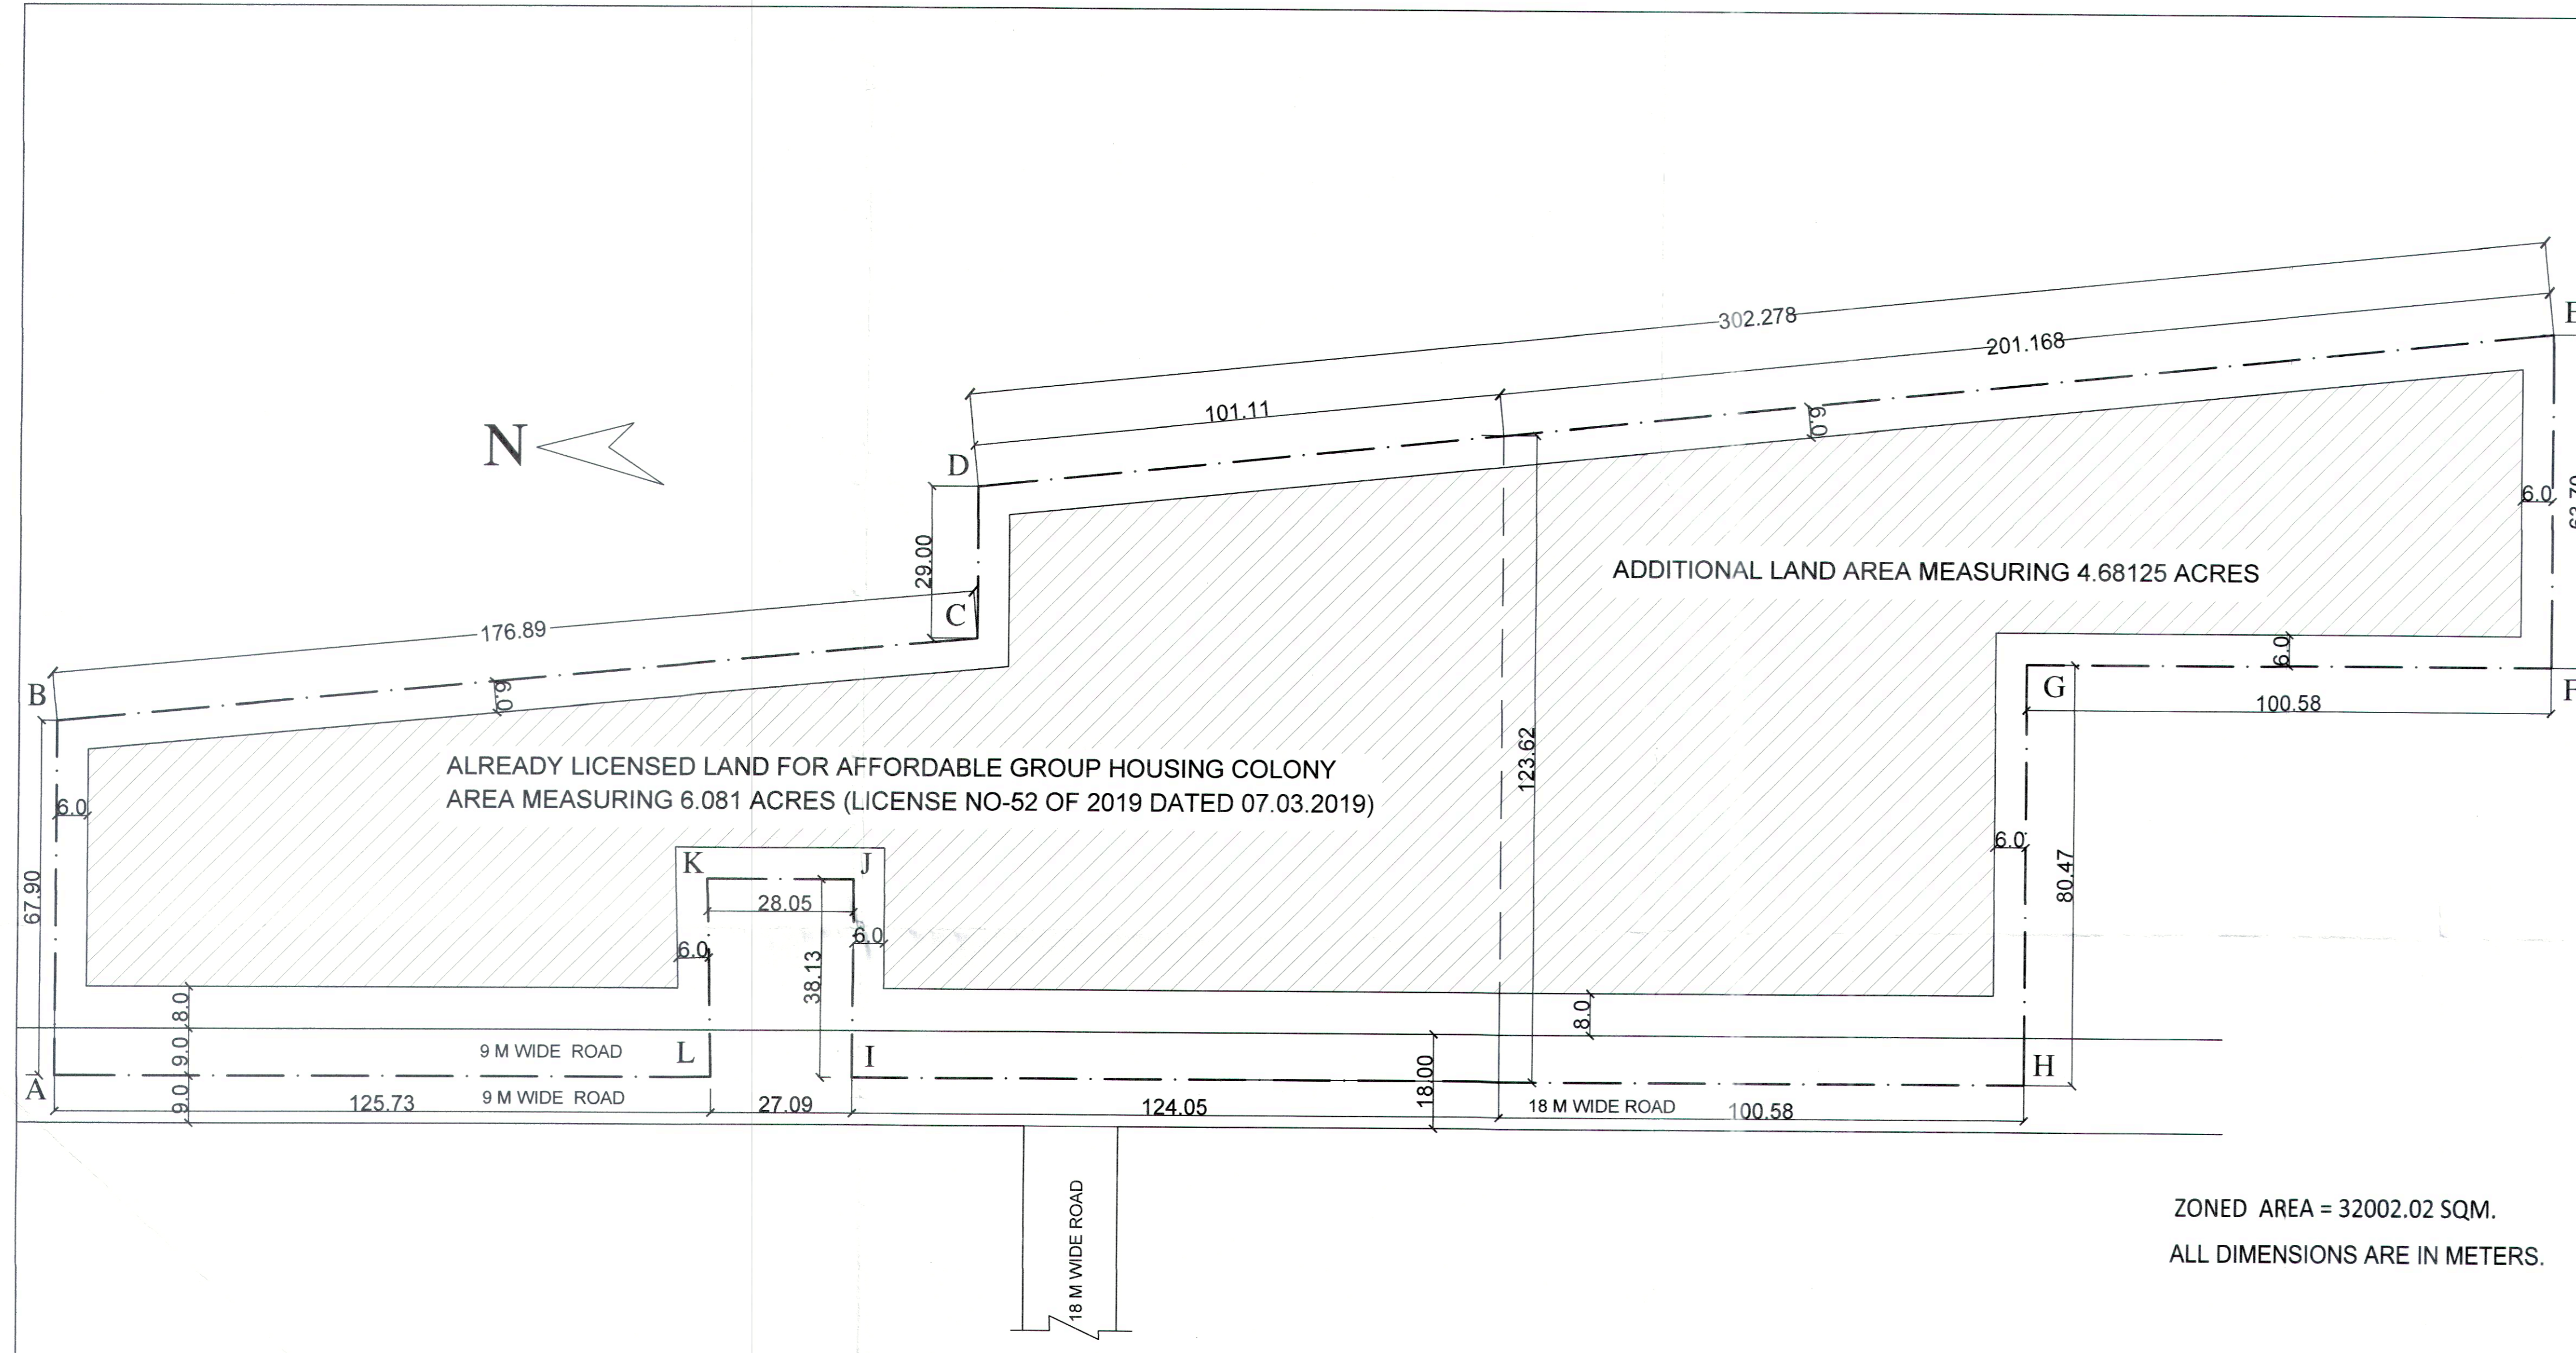 302.278
E
201.168
101.11
6.0
N
D
63.70
6.0
29.00
ADDITIONAL LAND AREA MEASURING 4.68125 ACRES
C
176.89
6.0
G
F
B
6.0
100.58
123.62
ALREADY LICENSED LAND FOR AFFORDABLE GROUP HOUSING COLONY
AREA MEASURING 6.081 ACRES (LICENSE NO-52 OF 2019 DATED 07.03.2019)
6.0
6.0
K
J
80.47
67.90
28.05
6.0
6.0
38.13
8.0
8.0
9 M WIDE ROAD
L
I
H
9.0
18.00
A
9.0
125.73
9 M WIDE ROAD
27.09
124.05
18 M WIDE ROAD
100.58
18 M WIDE ROAD
ZONED AREA = 32002.02 SQM.
ALL DIMENSIONS ARE IN METERS.